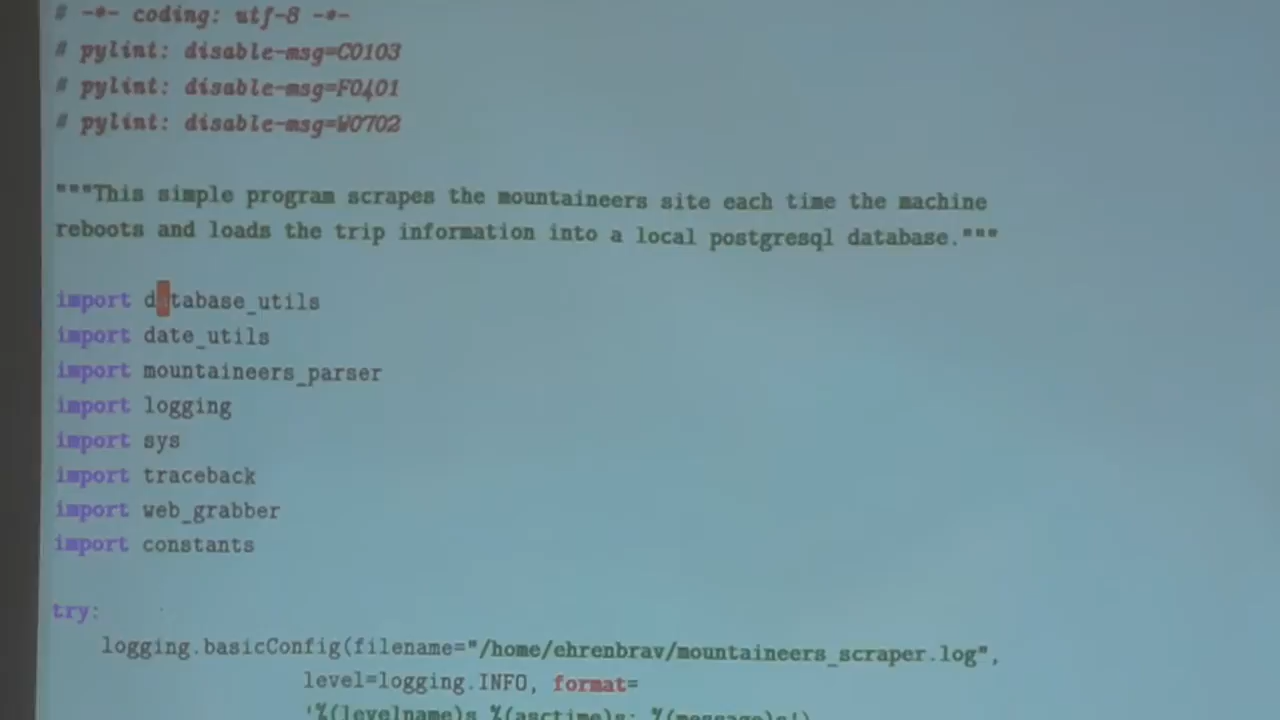 # -*- coding: utf-8 -*-
# pylint: disable-msg=C0103
# pylint: disable-msg=F0401
# pylint: disable-msg=W0702
"""This simple program scrapes the mountaineers site each time the machine
reboots and loads the trip information into a local postgresql database."""
import database_utils
import date_utils
import mountaineers_parser
import logging
import sys
import traceback
import web_grabber
import constants
try:
logging.basicConfig(filename="/home/ehrenbrav/mountaineers_scraper.log",
level=logging.INFO, format=
'%(levelname)s %(asctime)s: %(message)s')